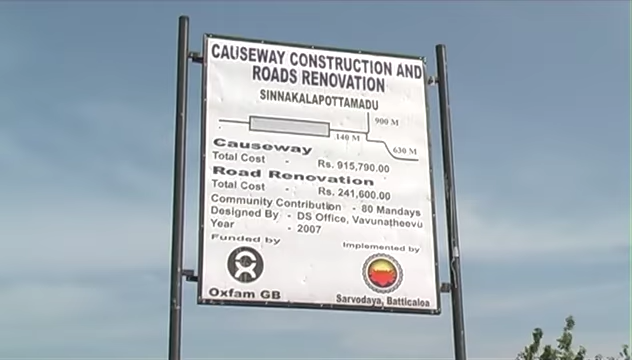 CAUSEWAY CONSTRUCTION AND
ROADS RENOVATION
SINNAKALAPOTTAMADU
900 M
140 M
630 M
Causeway
Total Cost - Rs. 915,790.00
Road Renovation
Total Cost - Rs. 241,600.00
Community Contribution - 80 Mandays
Designed By - DS Office, Vavunatheevu
Year - 2007
Funded by
Implemented by
Oxfam GB
Sarvodaya, Batticaloa